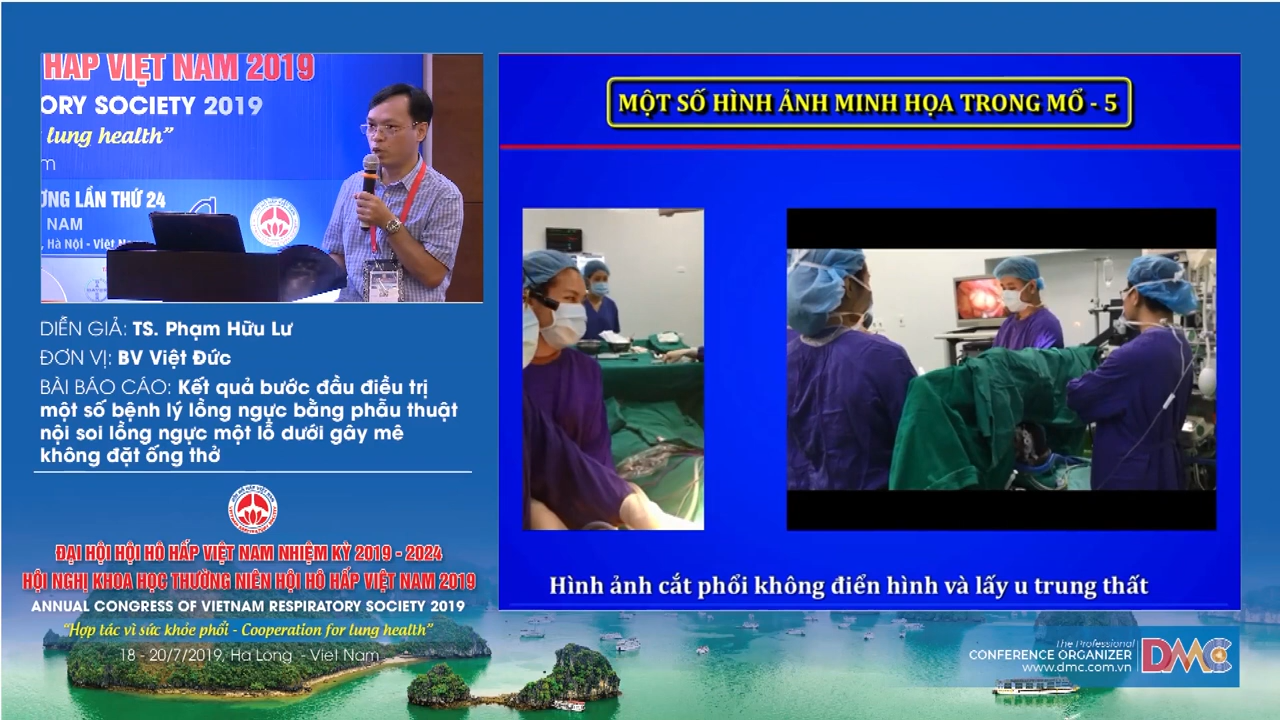 HẤP VIỆT NAM 2019
ORY SOCIETY 2019
lung health”
ƠNG LẦN THỨ 24
NAM
, Hà Nội - Việt
DIỄN GIẢ: TS. Phạm Hữu Lư
ĐƠN VỊ: BV Việt Đức
BÀI BÁO CÁO: Kết quả bước đầu điều trị
một số bệnh lý lồng ngực bằng phẫu thuật
nội soi lồng ngực một lỗ dưới gây mê
không đặt ống thở
ĐẠI HỘI HỘI HÔ HẤP VIỆT NAM NHIỆM KỲ 2019 - 2024
HỘI NGHỊ KHOA HỌC THƯỜNG NIÊN HỘI HÔ HẤP VIỆT NAM 2019
ANNUAL CONGRESS OF VIETNAM RESPIRATORY SOCIETY 2019
“Hợp tác vì sức khỏe phổi - Cooperation for lung health”
18 - 20/7/2019, Ha Long - Viet Nam
MỘT SỐ HÌNH ẢNH MINH HỌA TRONG MỔ - 5
Hình ảnh cắt phổi không điển hình và lấy u trung thất
The Professional
CONFERENCE ORGANIZER
www.dmc.com.vn
DMC